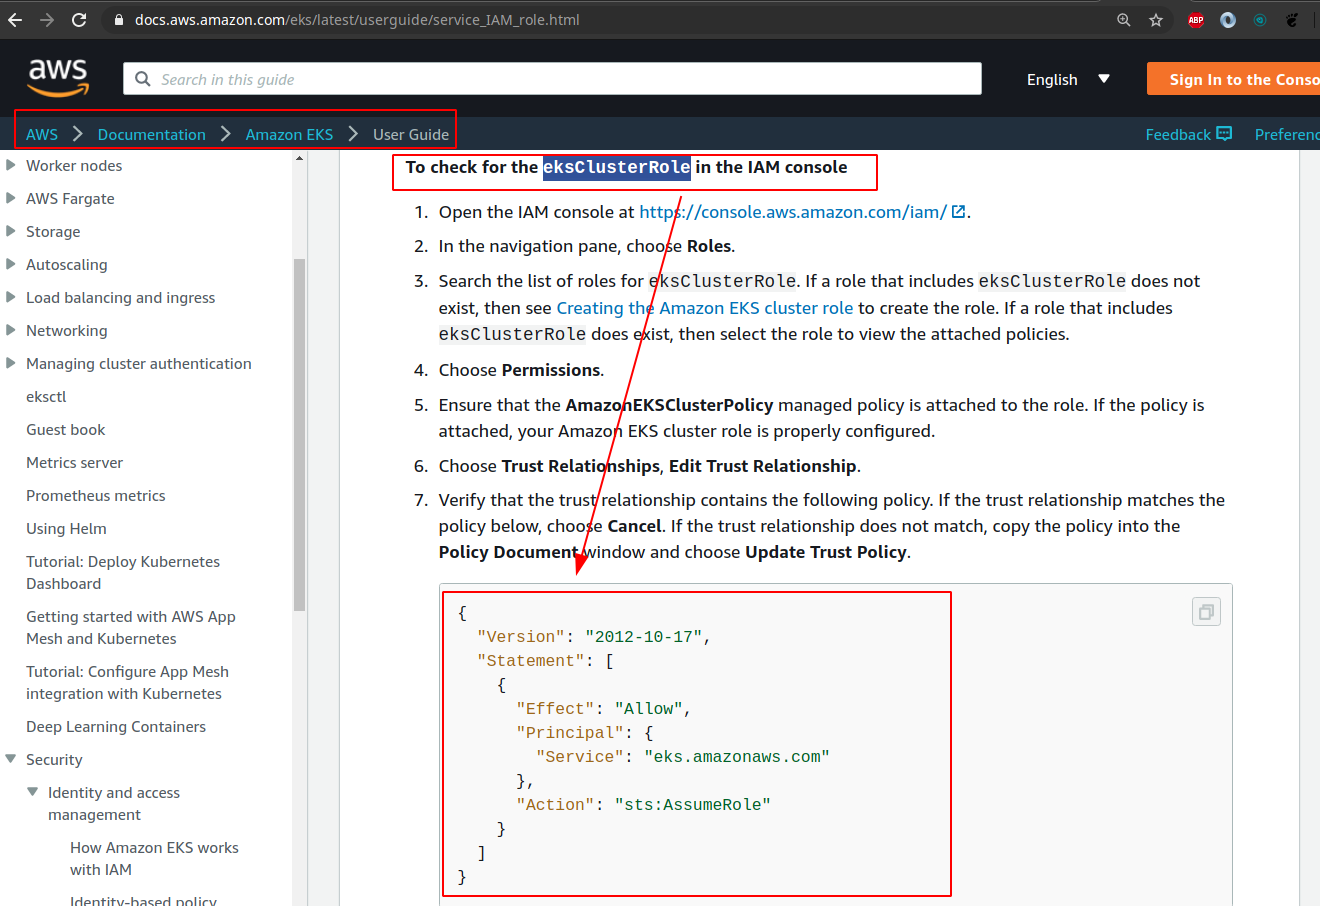 docs.aws.amazon.com/eks/latest/userguide/service_IAM_role.html
ABP
aws
Search in this guide
English
Sign In to the Conso
AWS > Documentation > Amazon EKS > User Guide
Feedback
Preferenc
Worker nodes
AWS Fargate
Storage
Autoscaling
Load balancing and ingress
Networking
Managing cluster authentication
eksctl
Guest book
Metrics server
Prometheus metrics
Using Helm
Tutorial: Deploy Kubernetes
Dashboard
Getting started with AWS App
Mesh and Kubernetes
Tutorial: Configure App Mesh
integration with Kubernetes
Deep Learning Containers
Security
Identity and access
management
How Amazon EKS works
with IAM
Identity-based policy
To check for the eksClusterRole in the IAM console
1. Open the IAM console at https://console.aws.amazon.com/iam/.
2. In the navigation pane, choose Roles.
3. Search the list of roles for eksClusterRole. If a role that includes eksClusterRole does not
exist, then see Creating the Amazon EKS cluster role to create the role. If a role that includes
eksClusterRole does exist, then select the role to view the attached policies.
4. Choose Permissions.
5. Ensure that the AmazonEKSClusterPolicy managed policy is attached to the role. If the policy is
attached, your Amazon EKS cluster role is properly configured.
6. Choose Trust Relationships, Edit Trust Relationship.
7. Verify that the trust relationship contains the following policy. If the trust relationship matches the
policy below, choose Cancel. If the trust relationship does not match, copy the policy into the
Policy Document window and choose Update Trust Policy.
{
"Version": "2012-10-17",
"Statement": [
{
"Effect": "Allow",
"Principal": {
"Service": "eks.amazonaws.com"
},
"Action": "sts:AssumeRole"
}
]
}